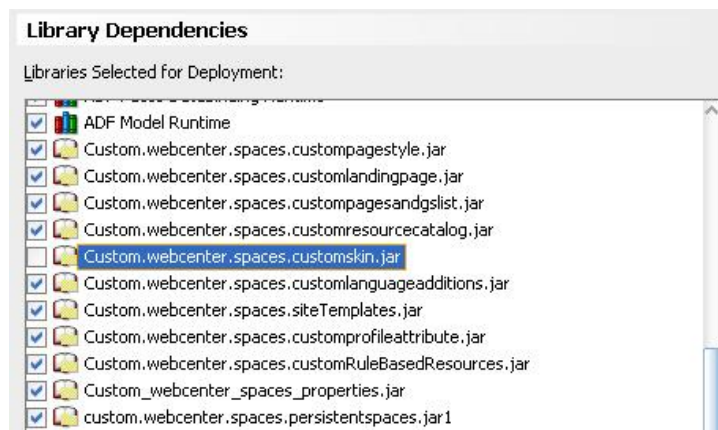 Library Dependencies
Libraries Selected for Deployment:
ADF Model Runtime
Custom.webcenter.spaces.custompagestyle.jar
Custom.webcenter.spaces.customlandingpage.jar
Custom.webcenter.spaces.custompagesandgslist.jar
Custom.webcenter.spaces.customresourcecatalog.jar
Custom.webcenter.spaces.customskin.jar
Custom.webcenter.spaces.customlanguageadditions.jar
Custom.webcenter.spaces.siteTemplates.jar
Custom.webcenter.spaces.customprofileattribute.jar
Custom.webcenter.spaces.customRuleBasedResources.jar
Custom_webcenter_spaces_properties.jar
custom.webcenter.spaces.persistentspaces.jar1